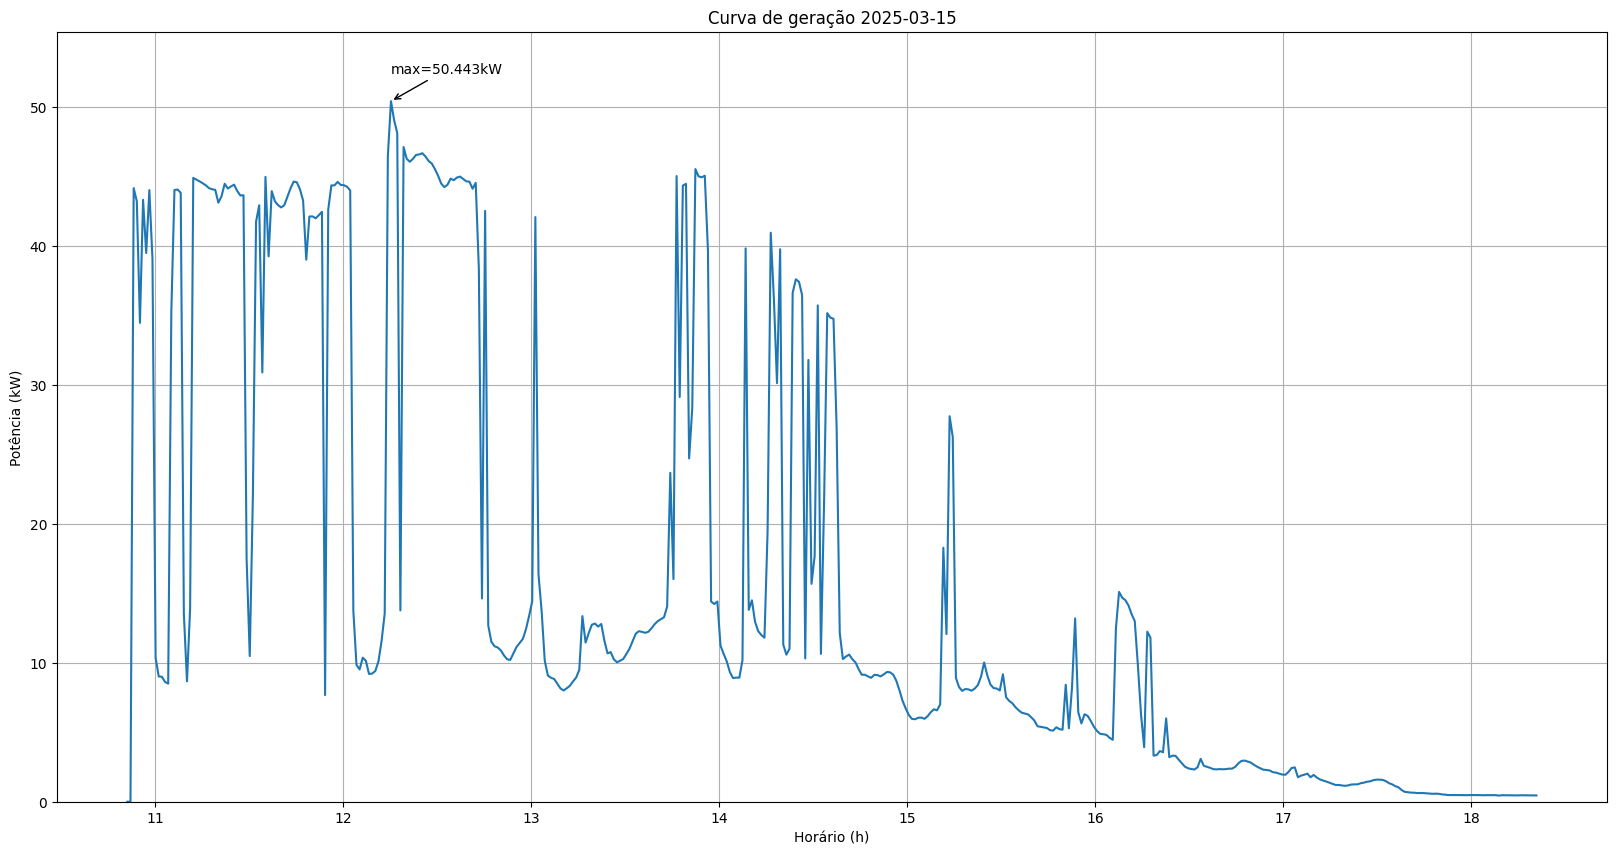 Curva de geração 2025-03-15
max=50.443kW
Potência (kW)
50
40
30
20
10
0
11 12 13 14 15 16 17 18
Horário (h)